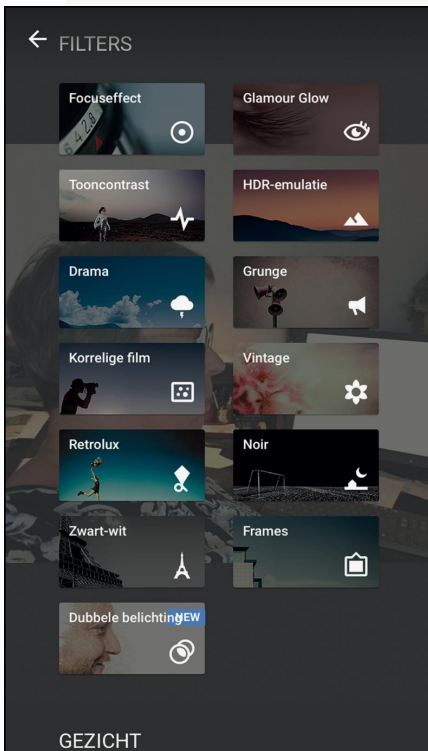 FILTERS
Focuseffect
Glamour Glow
Tooncontrast
HDR-emulatie
Drama
Grunge
Korrelige film
Vintage
Retrolux
Noir
Zwart-wit
Frames
Dubbele belichting NEW
GEZICHT